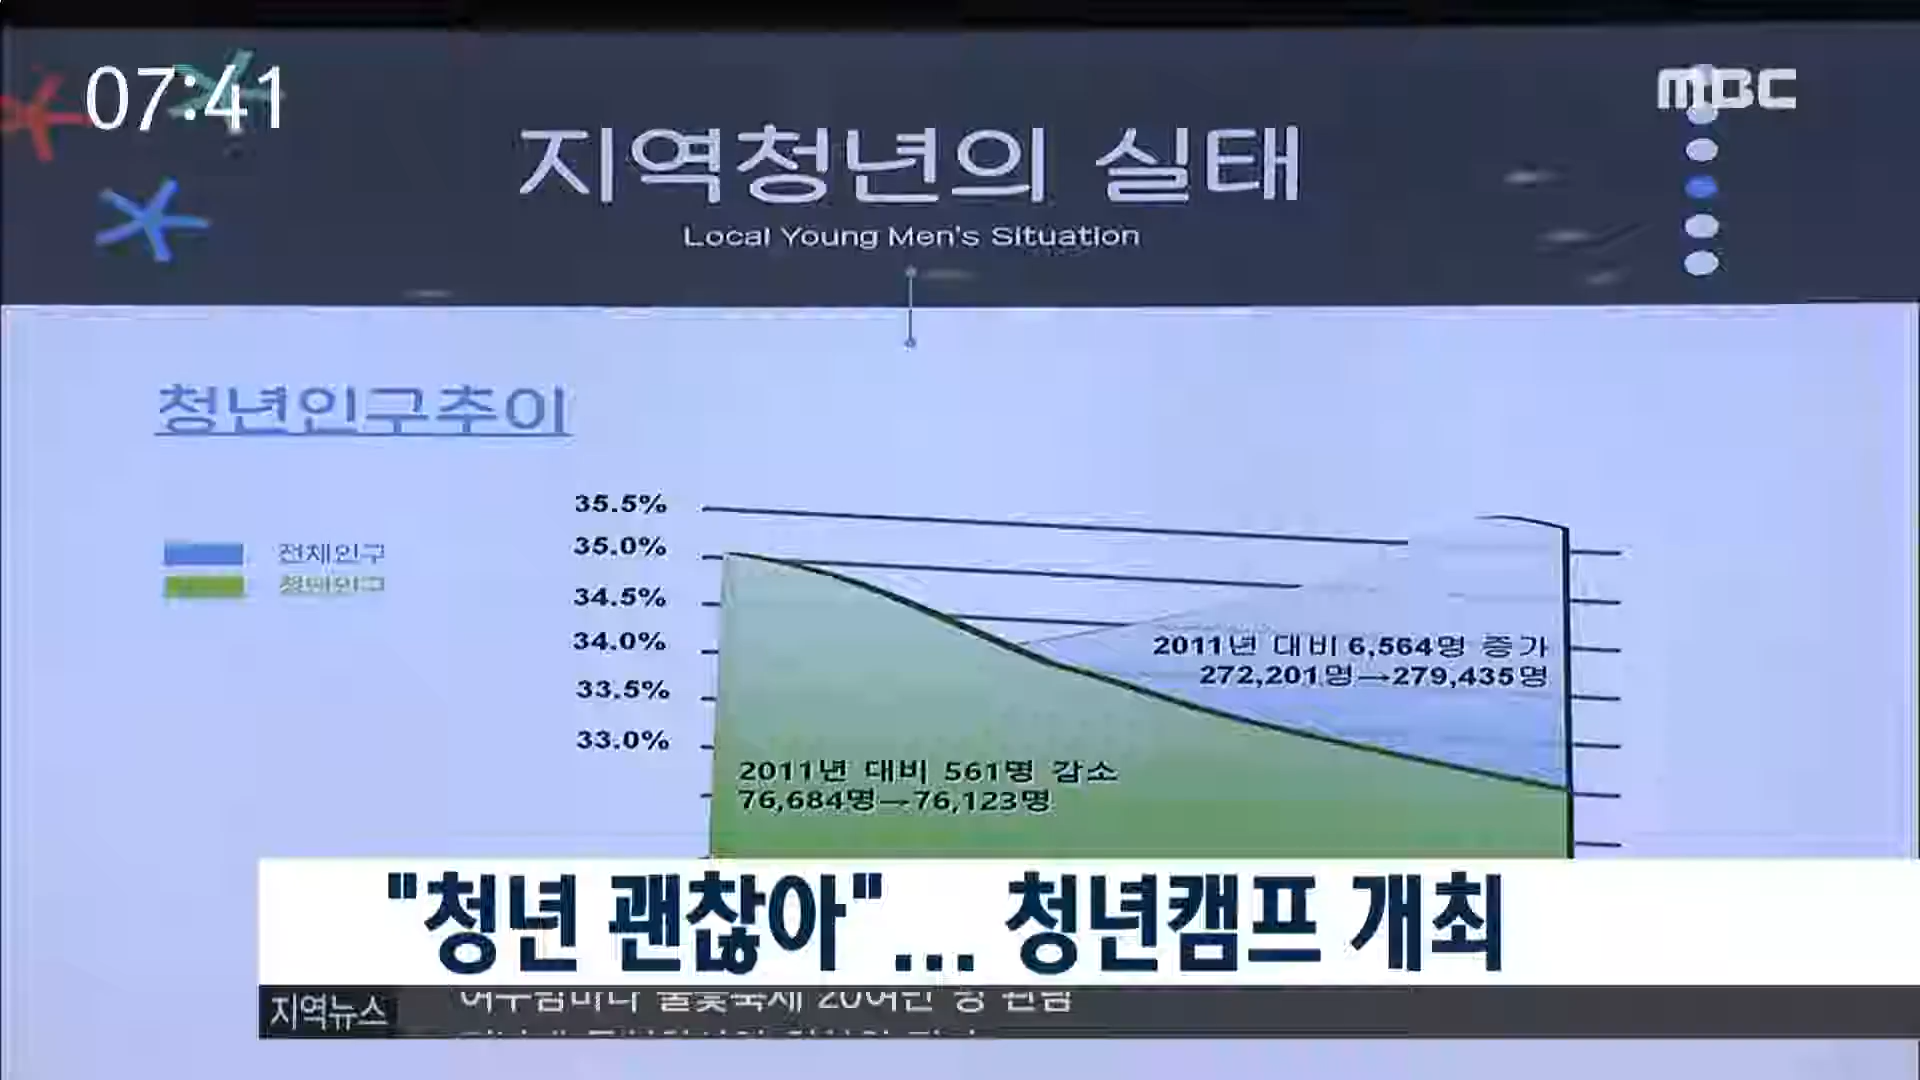 07:41
MBC
지역청년의 실태
Local Young Men's Situation
청년인구추이
전체인구
청년인구
35.5%
35.0%
34.5%
34.0%
33.5%
33.0%
2011년 대비 6,564명 증가
272,201명→279,435명
2011년 대비 561명 감소
76,684명→76,123명
"청년 괜찮아"... 청년캠프 개최
지역뉴스